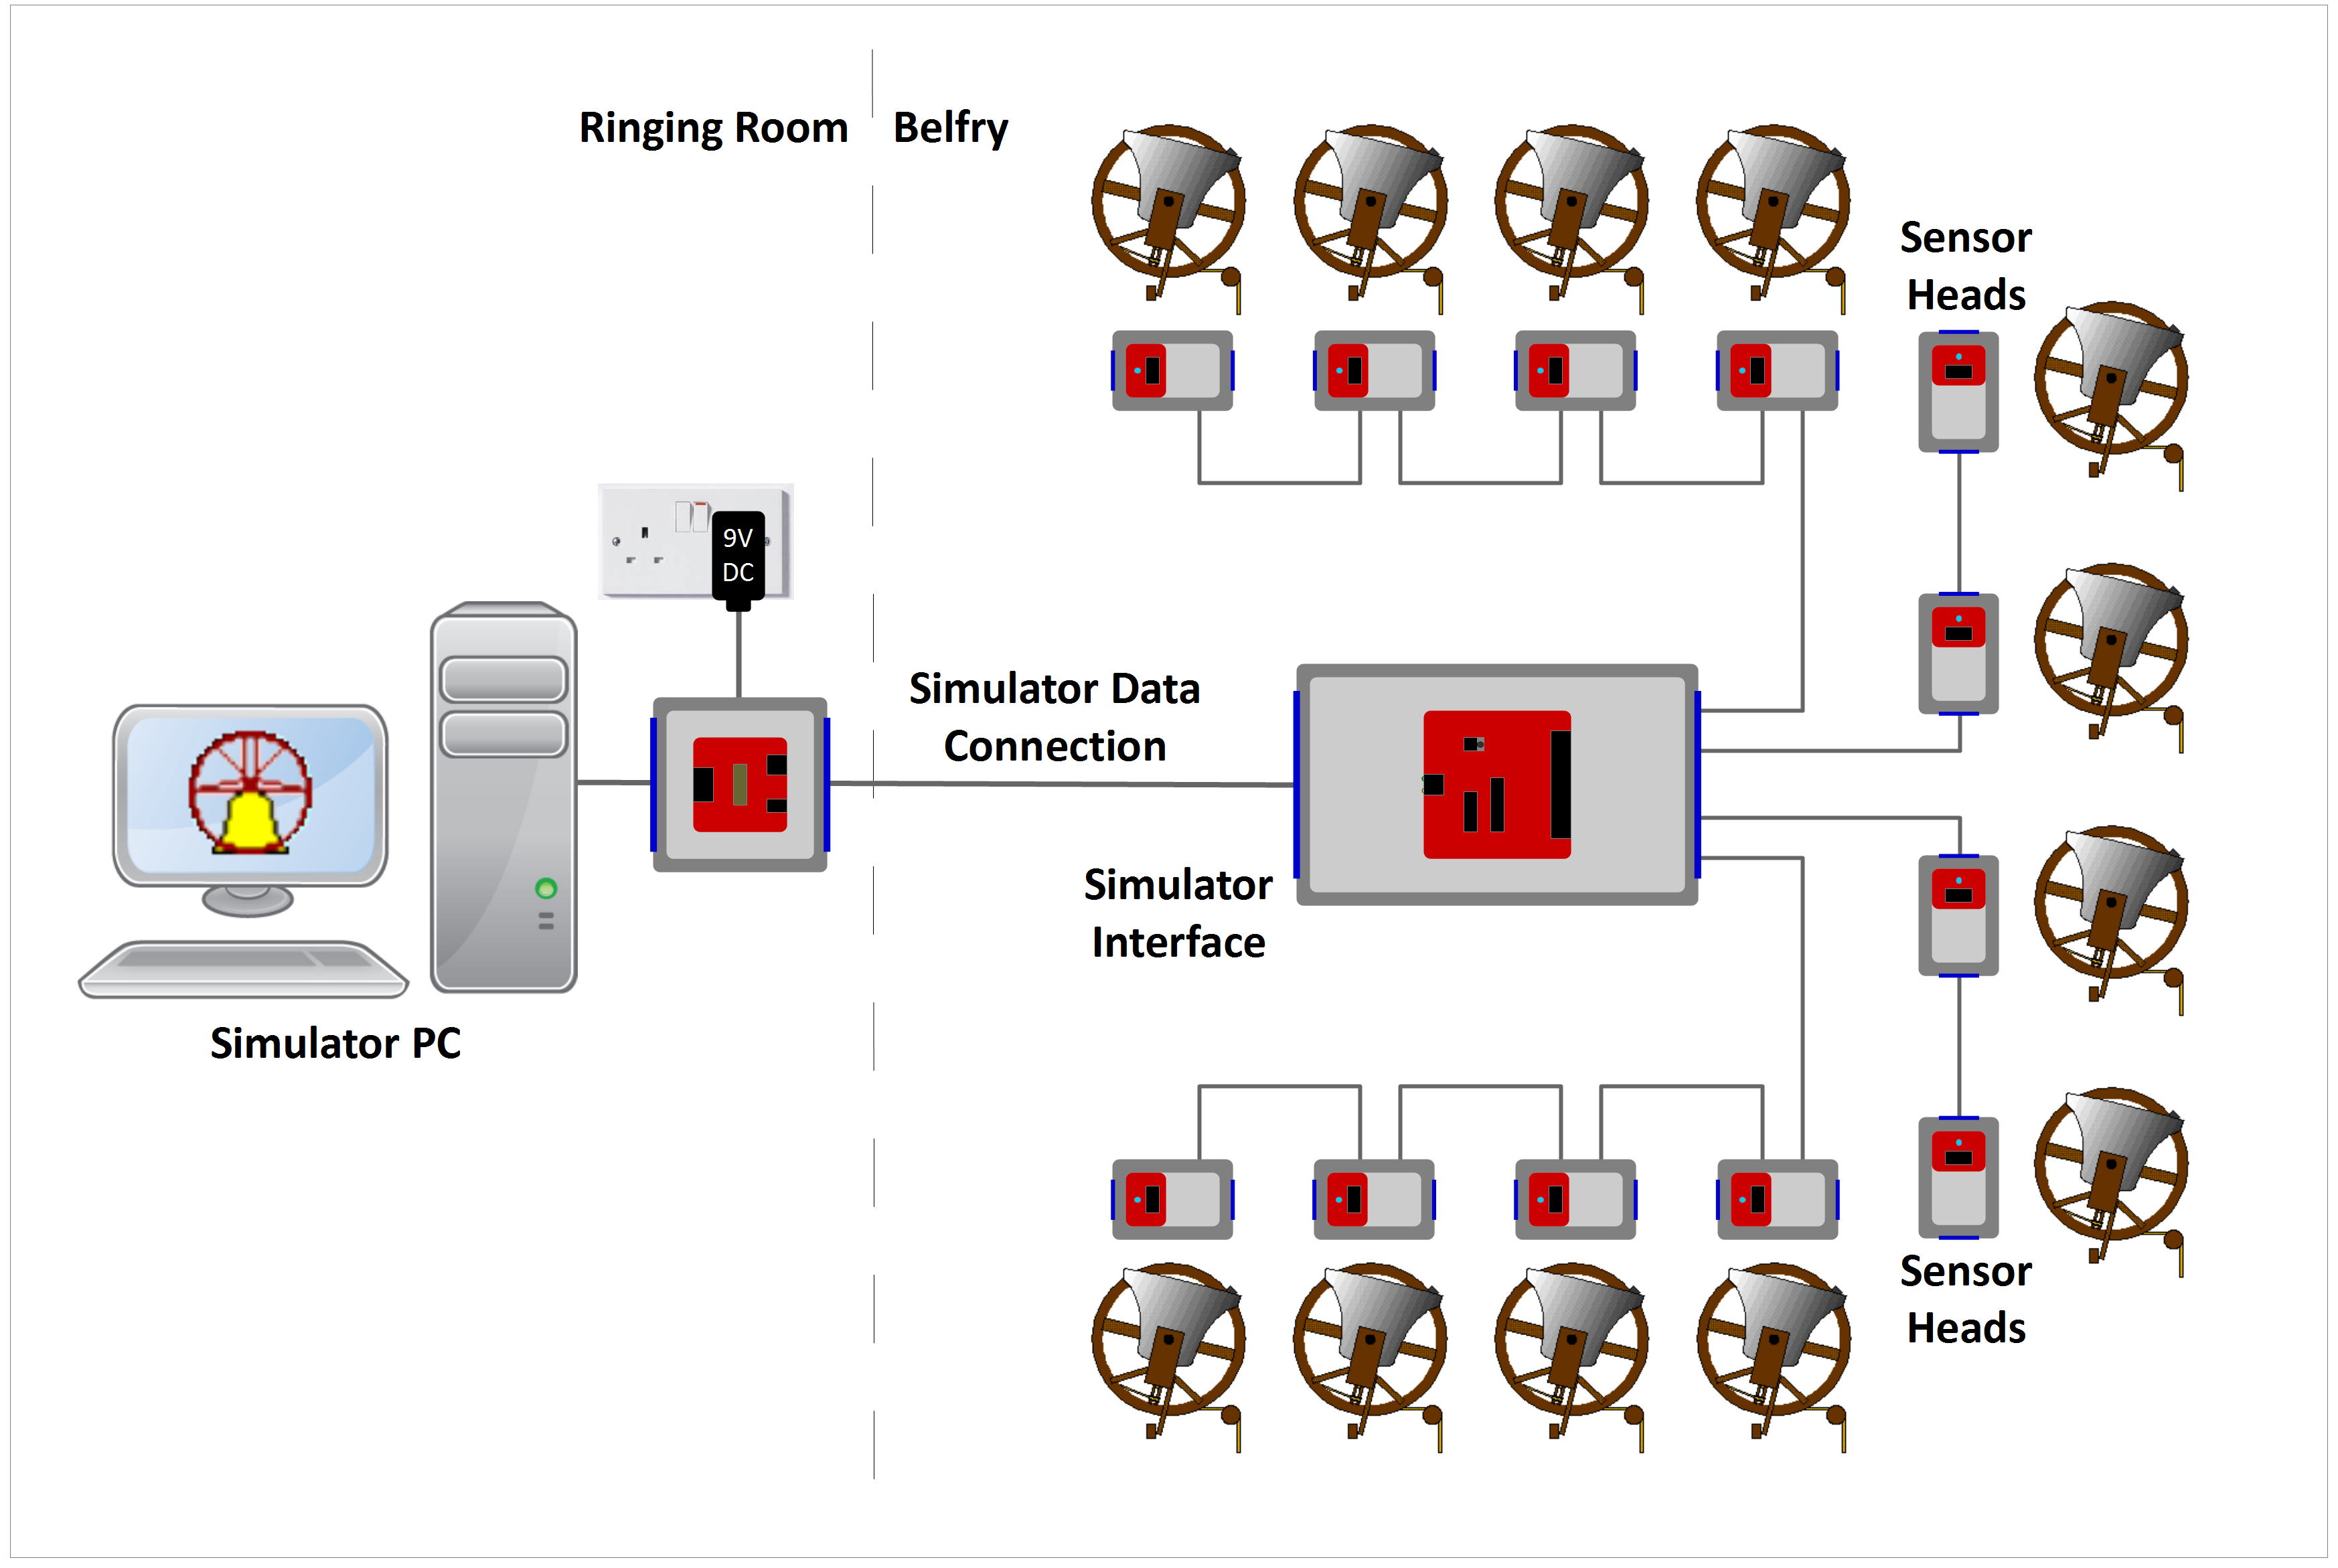 Ringing Room
Belfry
Sensor
Heads
9V
DC
Simulator Data
Connection
Simulator
Interface
Simulator PC
Sensor
Heads